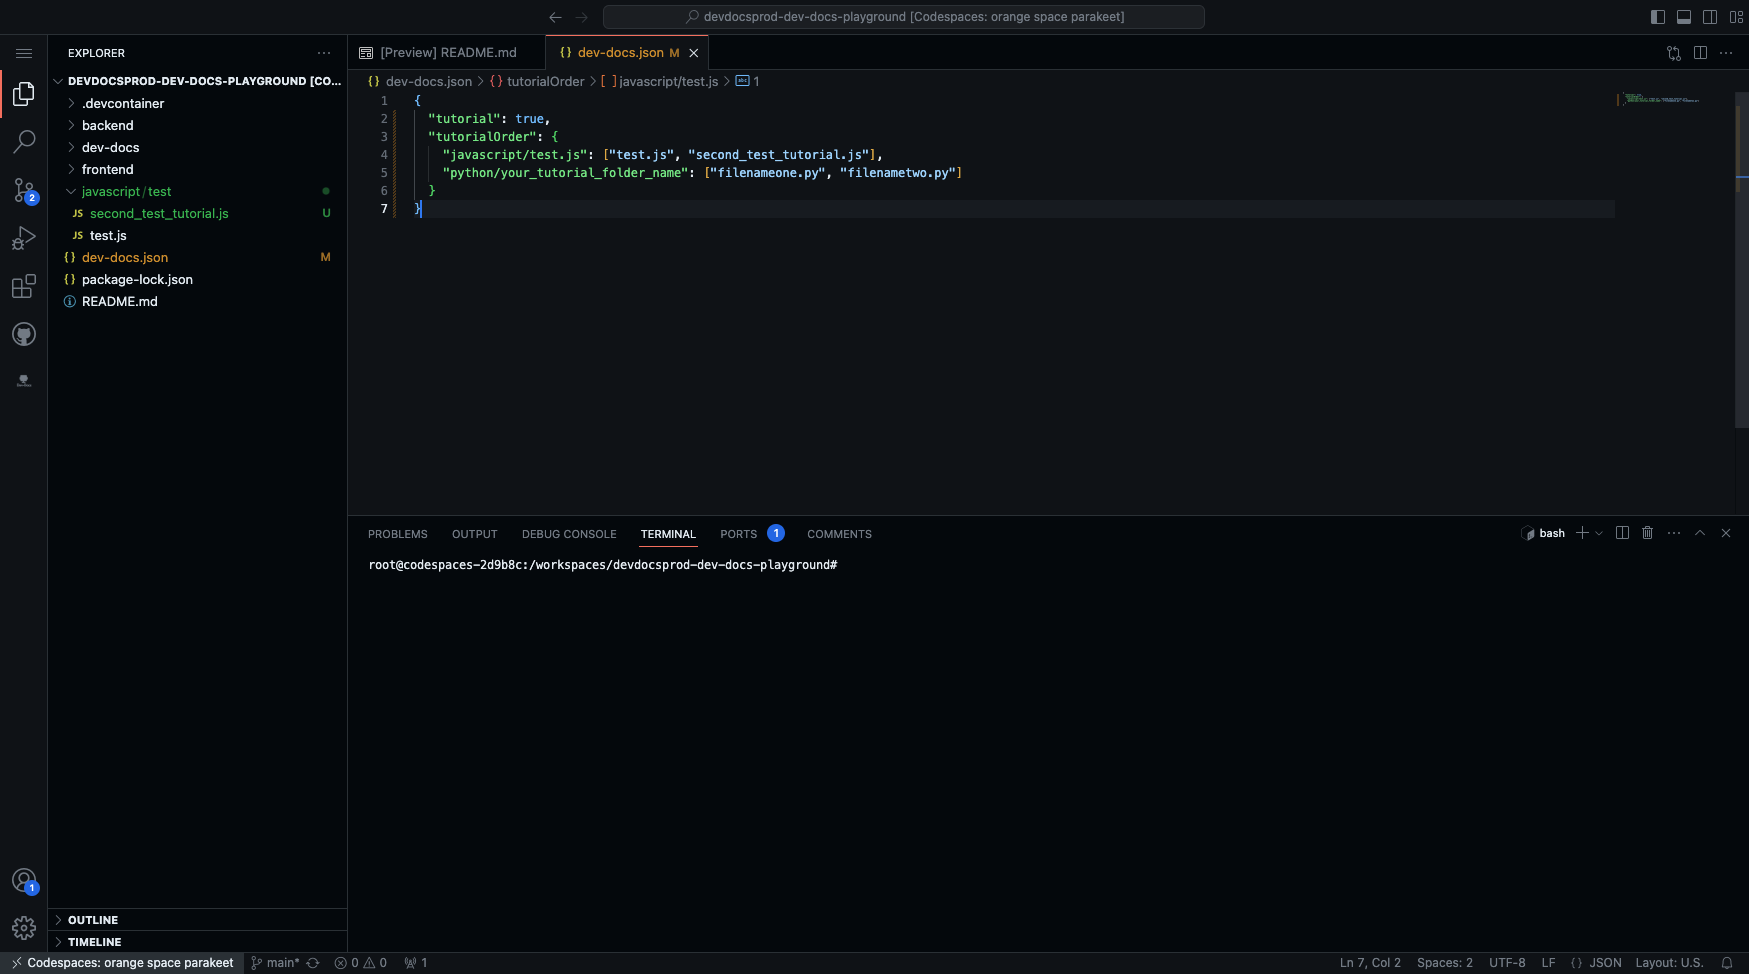 devdocsprod-dev-docs-playground [Codespaces: orange space parakeet]
EXPLORER
DEVDOCSPROD-DEV-DOCS-PLAYGROUND [CO...
.devcontainer
backend
dev-docs
frontend
javascript/test
JS second_test_tutorial.js U
JS test.js
{} dev-docs.json M
{} package-lock.json
README.md
OUTLINE
TIMELINE
2
1
[Preview] README.md
{} dev-docs.json M
{} dev-docs.json > {} tutorialOrder > [ ] javascript/test.js > abc 1
1 {
2 "tutorial": true,
3 "tutorialOrder": {
4 "javascript/test.js": ["test.js", "second_test_tutorial.js"],
5 "python/your_tutorial_folder_name": ["filenameone.py", "filenametwo.py"]
6 }
7 }
PROBLEMS OUTPUT DEBUG CONSOLE TERMINAL PORTS 1 COMMENTS
bash
root@codespaces-2d9b8c:/workspaces/devdocsprod-dev-docs-playground#
Codespaces: orange space parakeet main* 0 0 1
Ln 7, Col 2 Spaces: 2 UTF-8 LF {} JSON Layout: U.S.